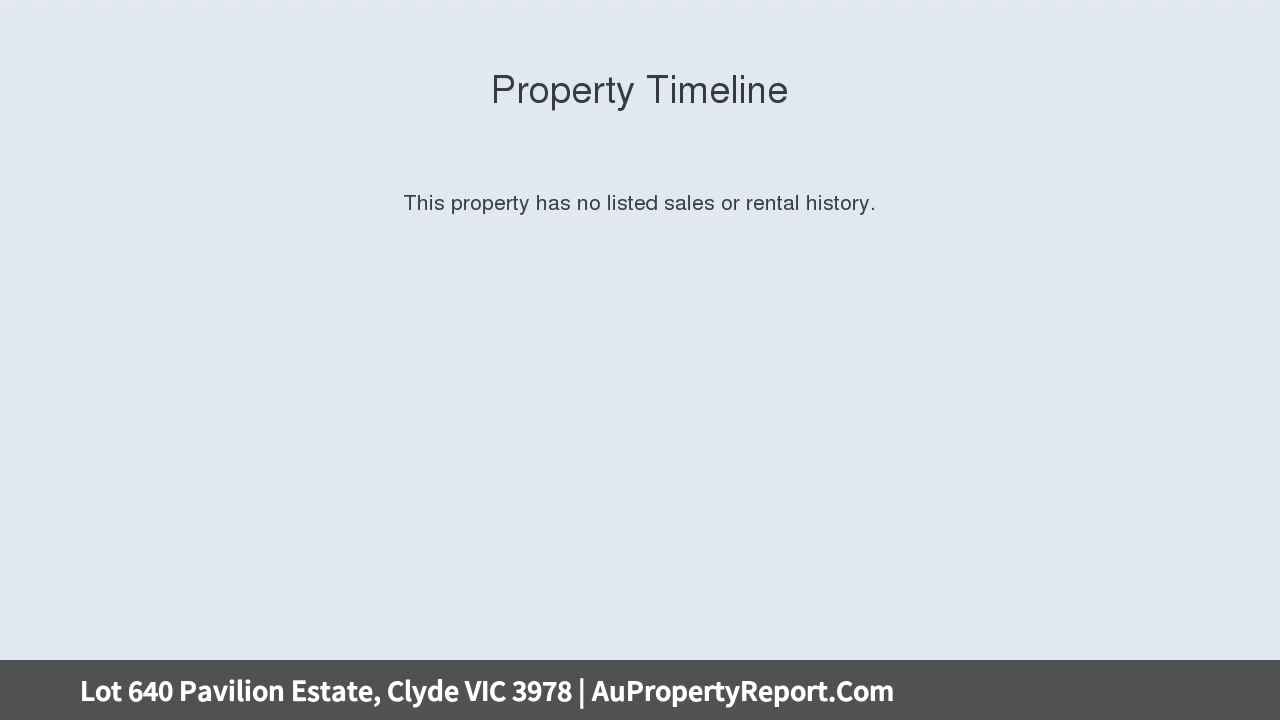 Property Timeline
This property has no listed sales or rental history.
Lot 640 Pavilion Estate, Clyde VIC 3978 | AuPropertyReport.Com